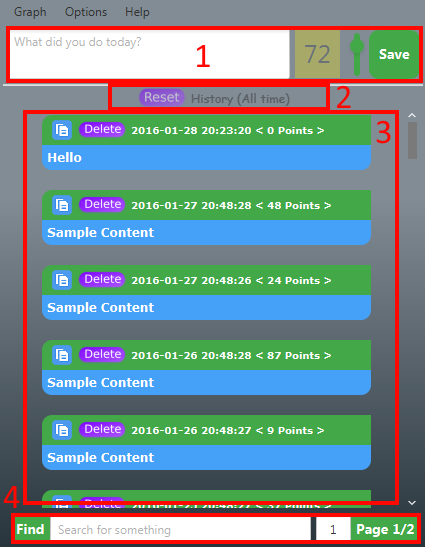 Graph Options Help
What did you do today?
1
72
Save
Reset History (All time)
2
3
Delete 2016-01-28 20:23:20 < 0 Points >
Hello
Delete 2016-01-27 20:48:28 < 48 Points >
Sample Content
Delete 2016-01-27 20:48:26 < 24 Points >
Sample Content
Delete 2016-01-26 20:48:28 < 87 Points >
Sample Content
Delete 2016-01-26 20:48:27 < 9 Points >
Sample Content
4
Find Search for something 1 Page 1/2